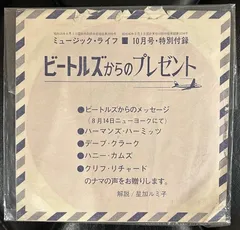 ミュージック・ライフ ■ 10月号・特別付録
ビートルズからのプレゼント
●ビートルズからのメッセージ
(8月14日ニューヨークにて)
●ハーマンズ・ハーミッツ
●デーブ・クラーク
●ハニー・カムズ
●クリフ・リチャード
のナマの声をお贈りします。
解説/星加ルミ子